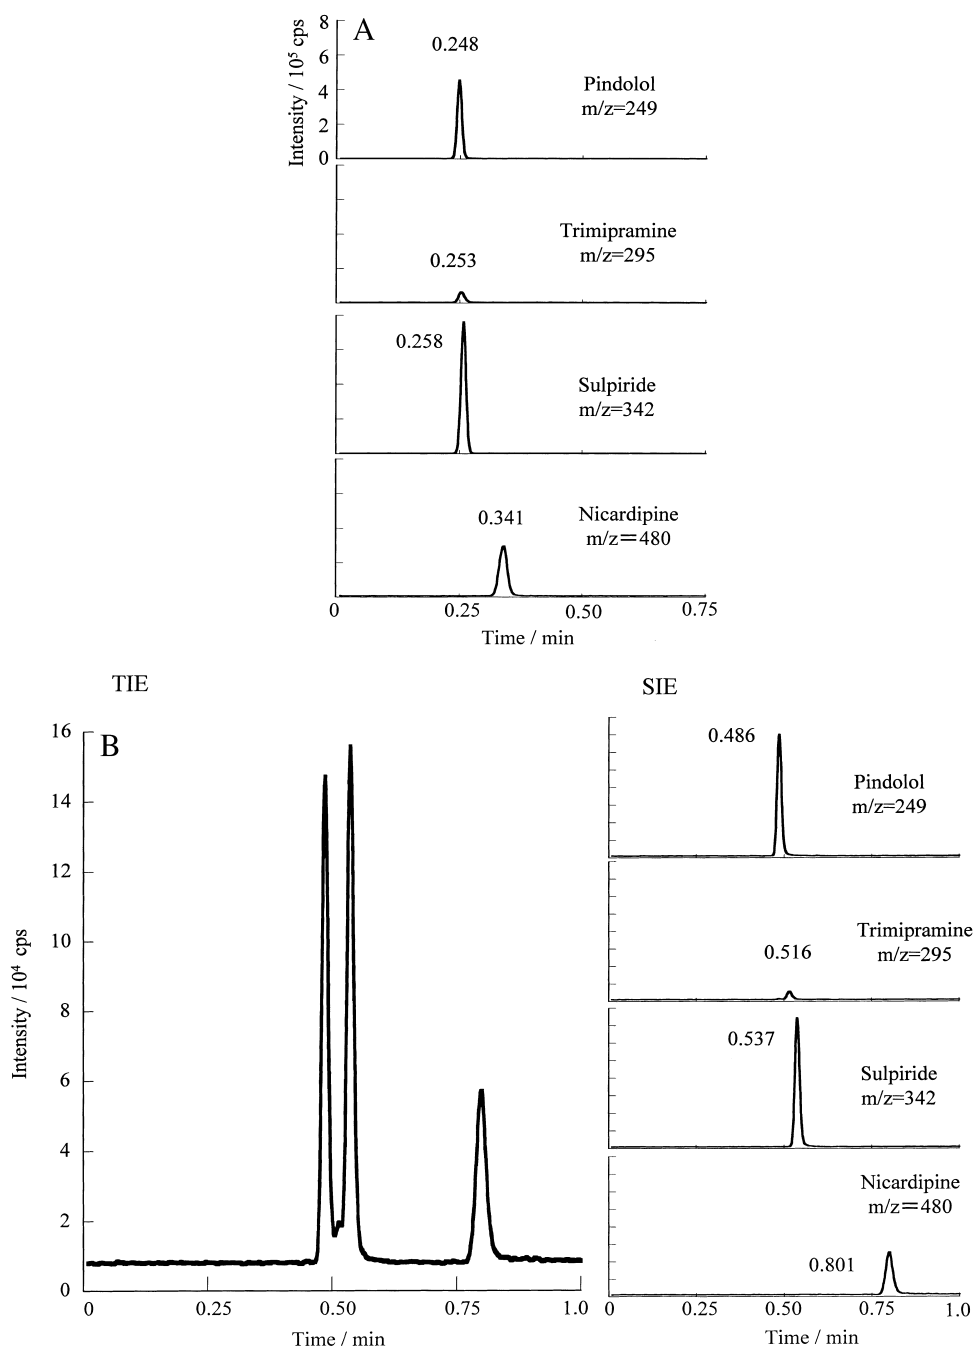 A
Intensity / 10⁵ cps
8
6
4
2
0
0.248
Pindolol
m/z=249
0.253
Trimipramine
m/z=295
0.258
Sulpiride
m/z=342
0.341
Nicardipine
m/z=480
0 0.25 0.50 0.75
Time / min
TIE
B
Intensity / 10⁴ cps
16
14
12
10
8
6
4
2
0
0 0.25 0.50 0.75 1.0
Time / min
SIE
0.486
Pindolol
m/z=249
0.516
Trimipramine
m/z=295
0.537
Sulpiride
m/z=342
Nicardipine
m/z=480
0.801
0 0.25 0.50 0.75 1.0
Time / min